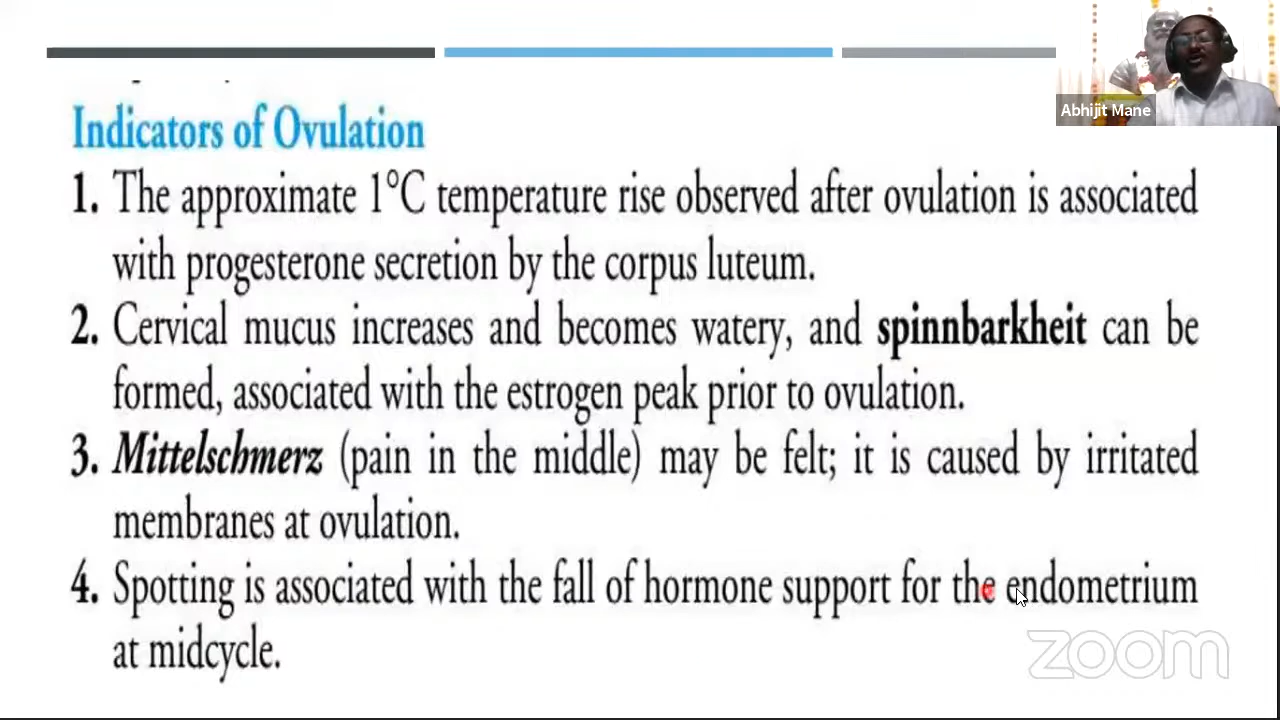 Abhijit Mane
Indicators of Ovulation
1. The approximate 1°C temperature rise observed after ovulation is associated
with progesterone secretion by the corpus luteum.
2. Cervical mucus increases and becomes watery, and spinnbarkheit can be
formed, associated with the estrogen peak prior to ovulation.
3. Mittelschmerz (pain in the middle) may be felt; it is caused by irritated
membranes at ovulation.
4. Spotting is associated with the fall of hormone support for the endometrium
at midcycle.
zoom